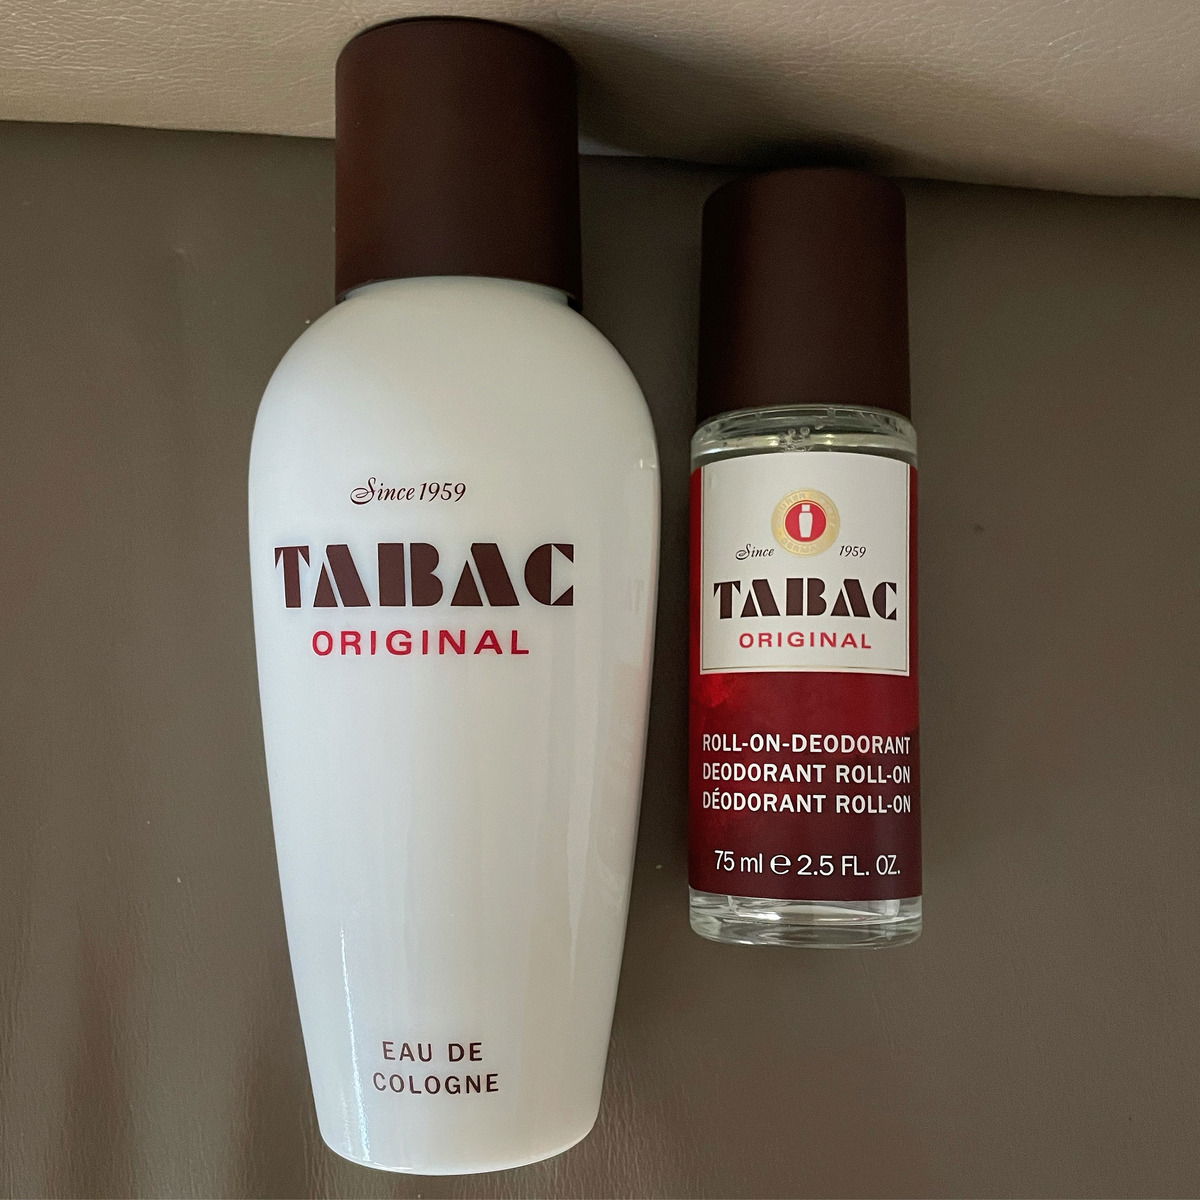 Since 1959
TABAC
ORIGINAL
EAU DE
COLOGNE
Since 1959
TABAC
ORIGINAL
ROLL-ON-DEODORANT
DEODORANT ROLL-ON
DÉODORANT ROLL-ON
75 ml ℮ 2.5 FL. OZ.